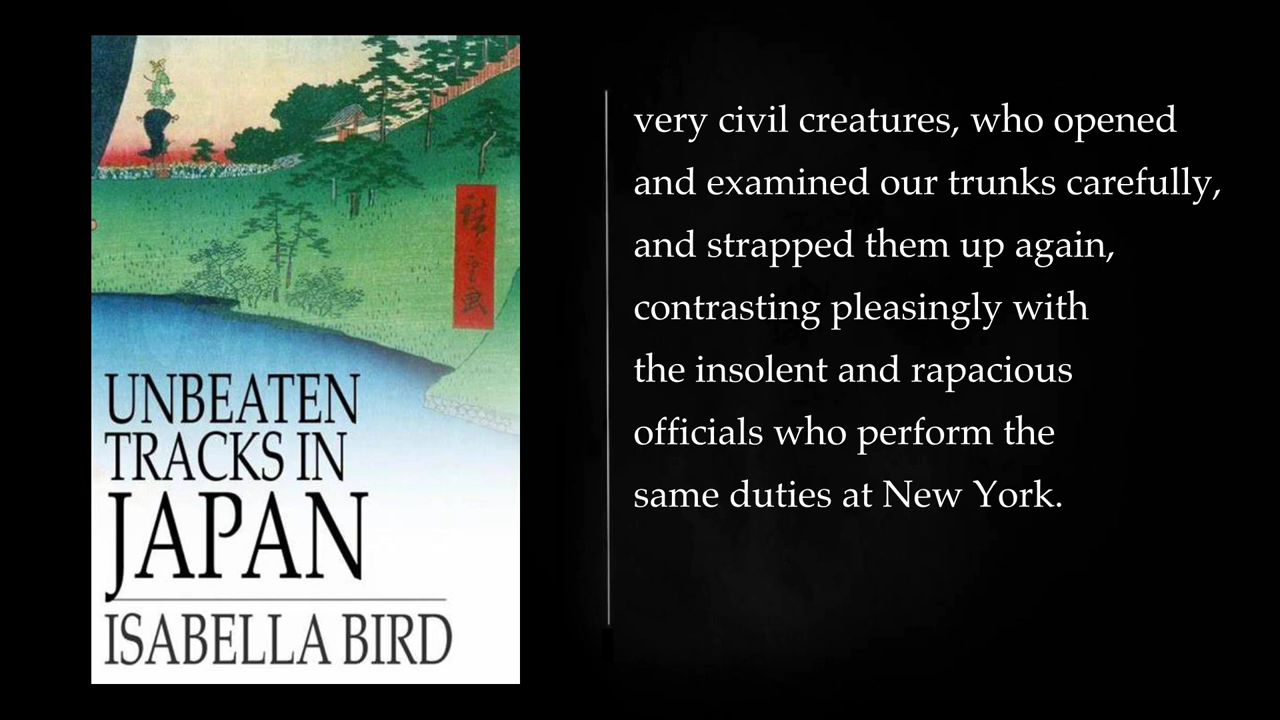 UNBEATEN
TRACKS IN
JAPAN
ISABELLA BIRD
very civil creatures, who opened
and examined our trunks carefully,
and strapped them up again,
contrasting pleasingly with
the insolent and rapacious
officials who perform the
same duties at New York.